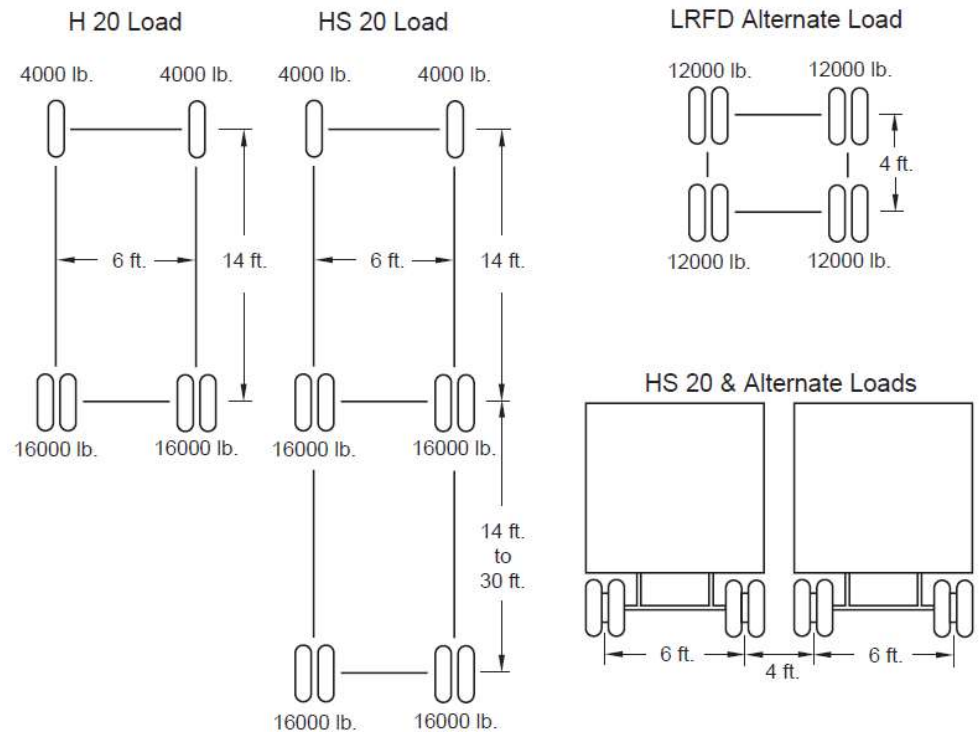 H 20 Load
4000 lb. 4000 lb.
6 ft. 14 ft.
16000 lb. 16000 lb.
HS 20 Load
4000 lb. 4000 lb.
6 ft. 14 ft.
16000 lb. 16000 lb.
14 ft.
to
30 ft.
16000 lb. 16000 lb.
LRFD Alternate Load
12000 lb. 12000 lb.
4 ft.
12000 lb. 12000 lb.
HS 20 & Alternate Loads
6 ft. 4 ft. 6 ft.